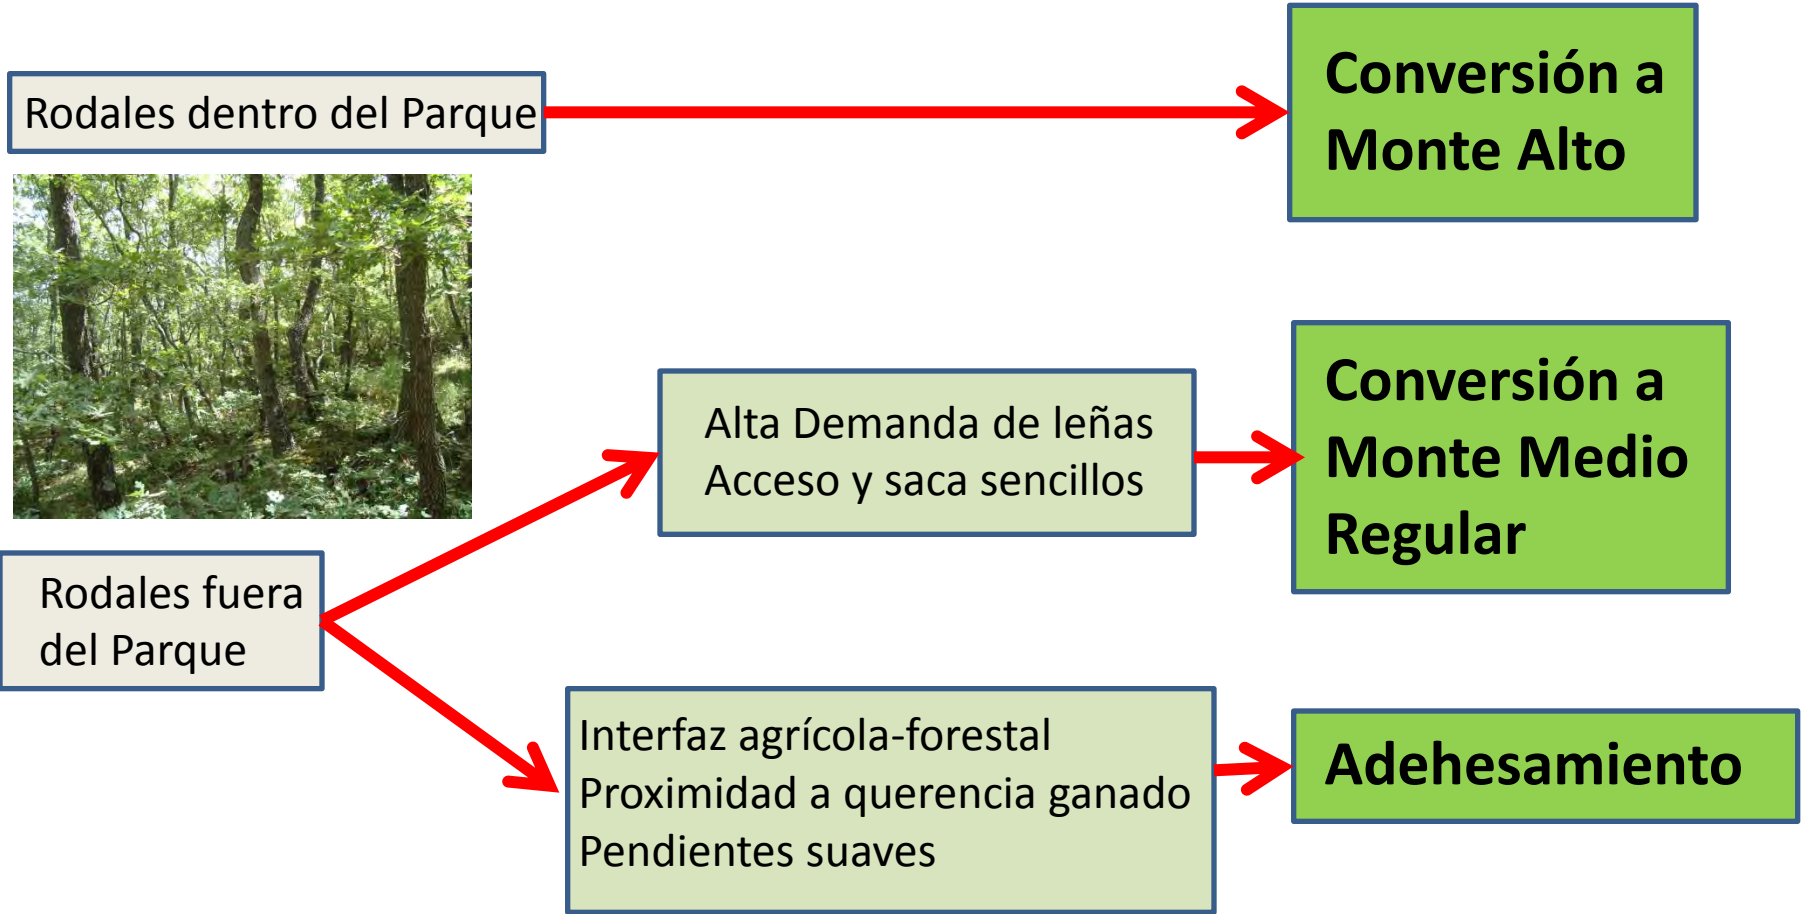 Rodales dentro del Parque
Conversión a
Monte Alto
Alta Demanda de leñas
Acceso y saca sencillos
Conversión a
Monte Medio
Regular
Rodales fuera
del Parque
Interfaz agrícola-forestal
Proximidad a querencia ganado
Pendientes suaves
Adehesamiento